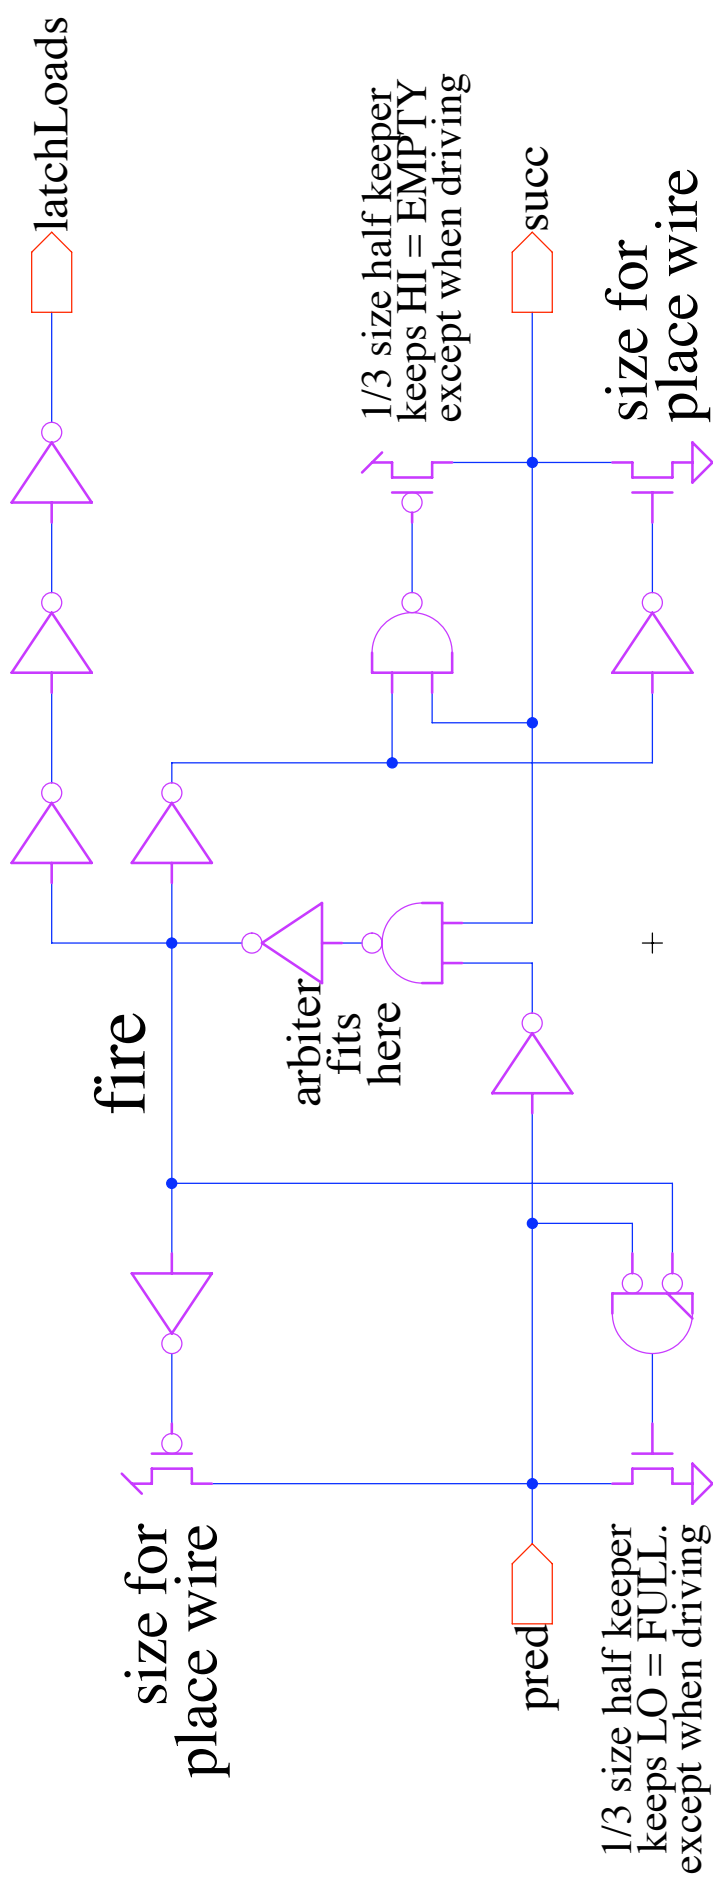 latchLoads
1/3 size half keeper
keeps HI = EMPTY
except when driving
succ
size for
place wire
fire
arbiter
fits
here
size for
place wire
pred
1/3 size half keeper
keeps LO = FULL.
except when driving